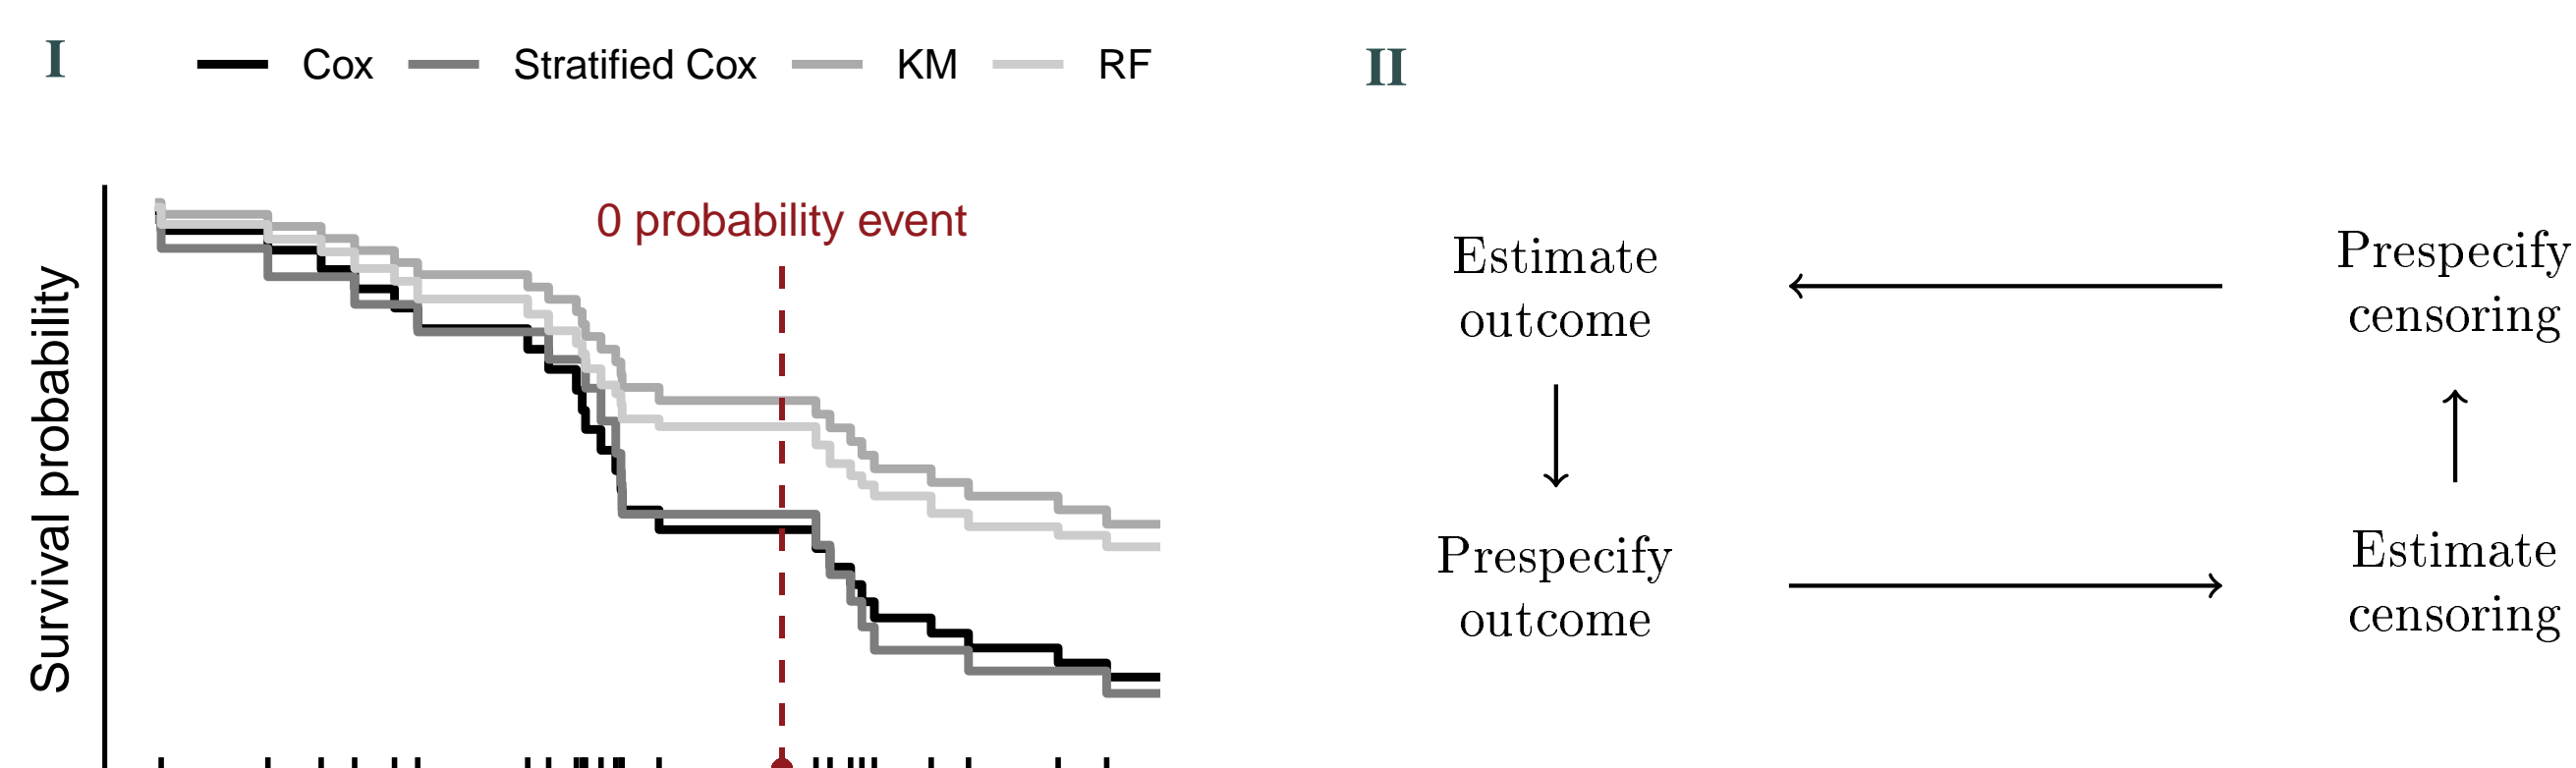 I
Cox Stratified Cox KM RF
0 probability event
Survival probability
II
Estimate
outcome
Prespecify
censoring
Prespecify
outcome
Estimate
censoring